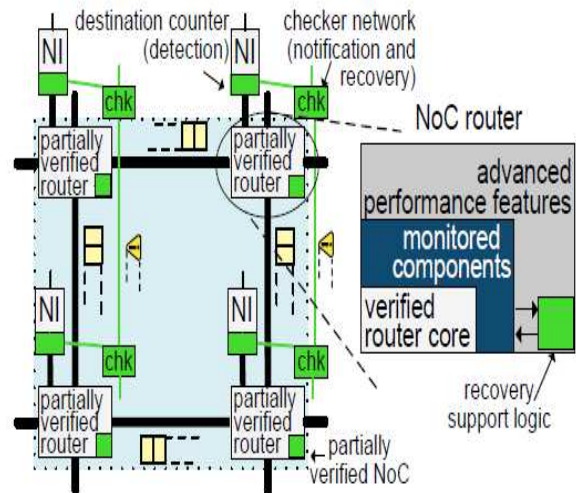 destination counter
(detection)
checker network
(notification and
recovery)
NI
NI
chk
chk
partially
verified
router
partially
verified
router
NoC router
advanced
performance features
monitored
components
verified
router core
recovery
support logic
NI
NI
chk
chk
partially
verified
router
partially
verified
router
partially
verified NoC